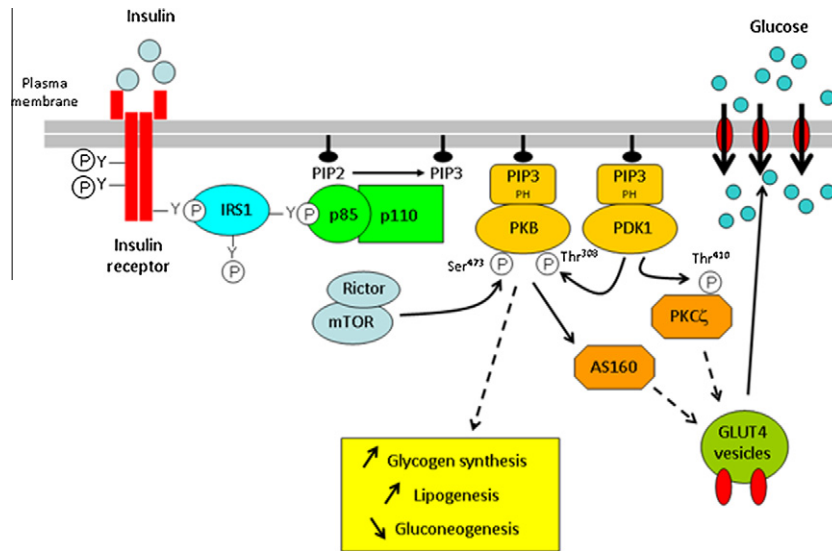 Insulin
Glucose
Plasma
membrane
P Y
P Y
PIP2
PIP3
PIP3
PH
PIP3
PH
Y P
IRS1
Y P
p85
p110
PKB
PDK1
Insulin
receptor
Y
P
Ser473
P
P
Thr308
Thr410
P
Rictor
mTOR
PKCζ
AS160
GLUT4
vesicles
Glycogen synthesis
Lipogenesis
Gluconeogenesis